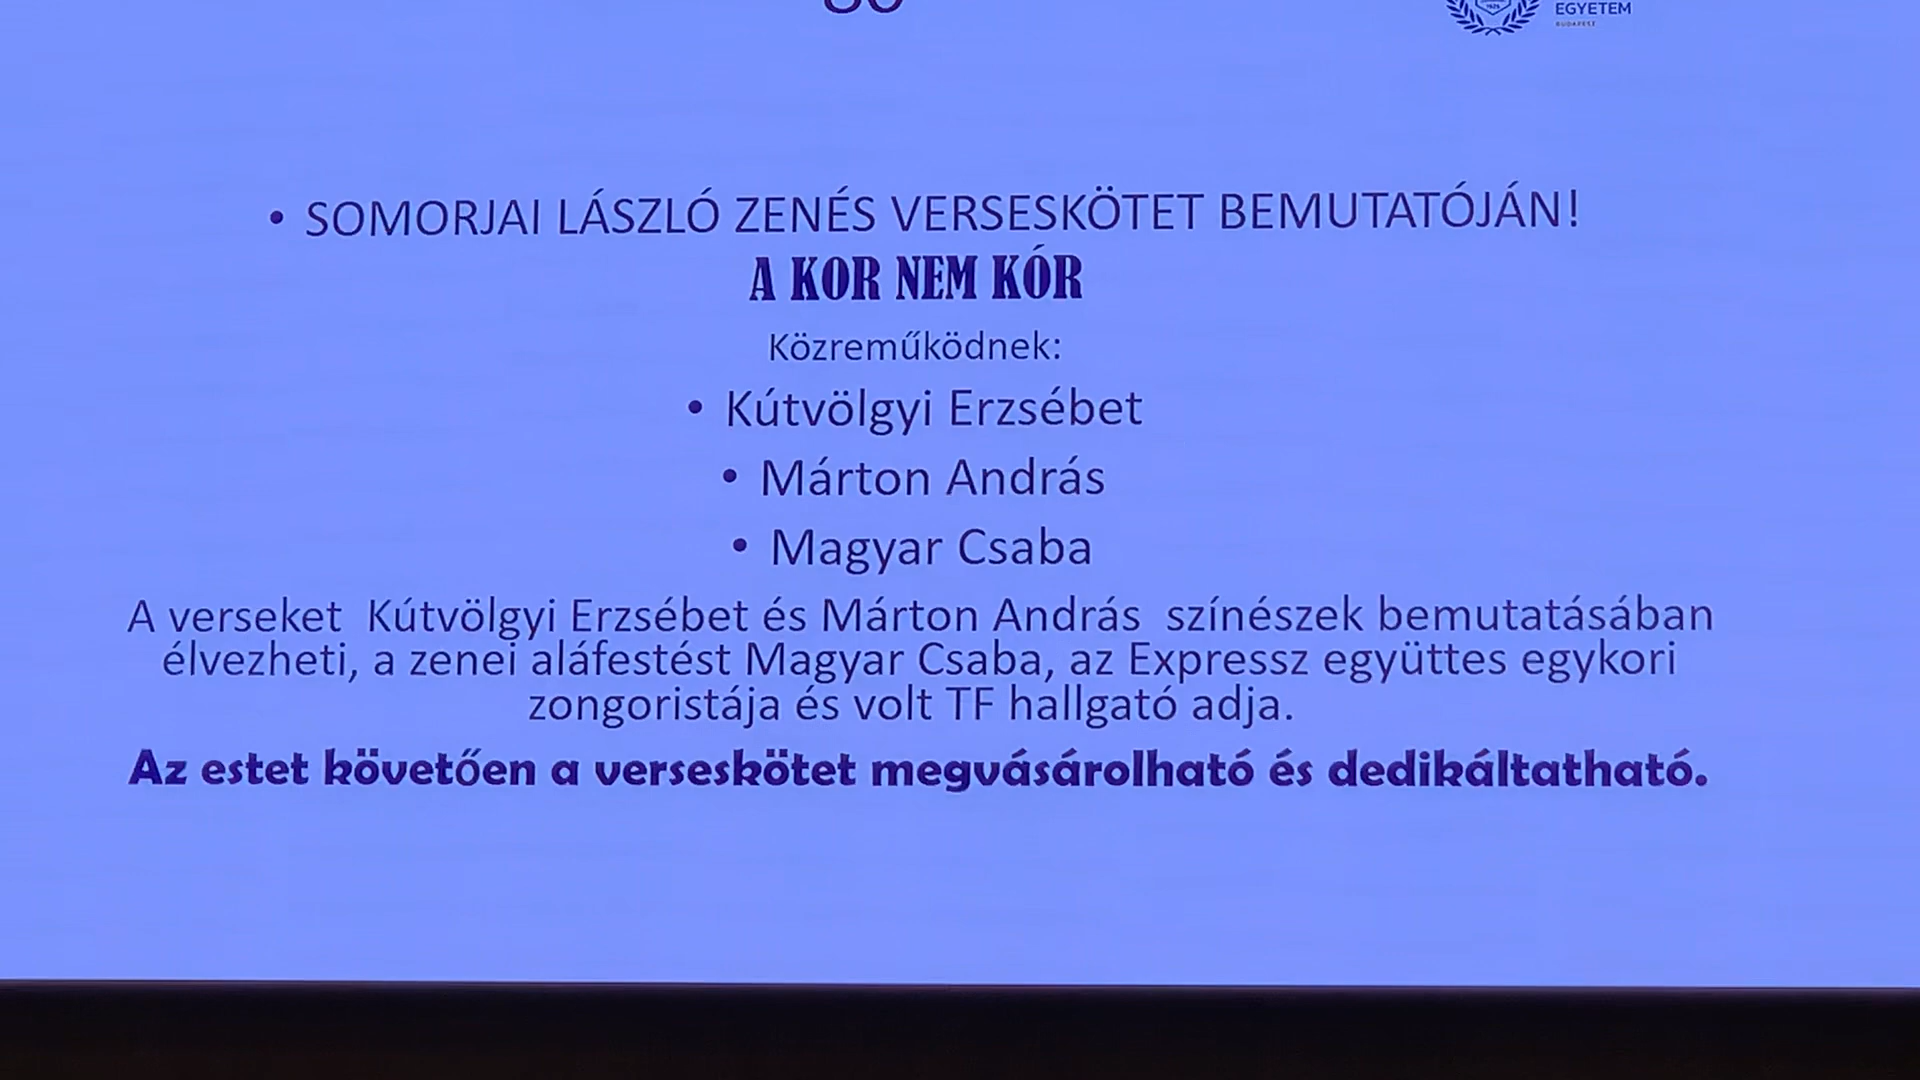 EGYETEM
• SOMORJAI LÁSZLÓ ZENÉS VERSESKÖTET BEMUTATÓJÁN!
A KOR NEM KÓR
Közreműködnek:
• Kútvölgyi Erzsébet
• Márton András
• Magyar Csaba
A verseket Kútvölgyi Erzsébet és Márton András színészek bemutatásában
élvezheti, a zenei aláfestést Magyar Csaba, az Expressz együttes egykori
zongoristája és volt TF hallgató adja.
Az estet követően a verseskötet megvásárolható és dedikáltatható.